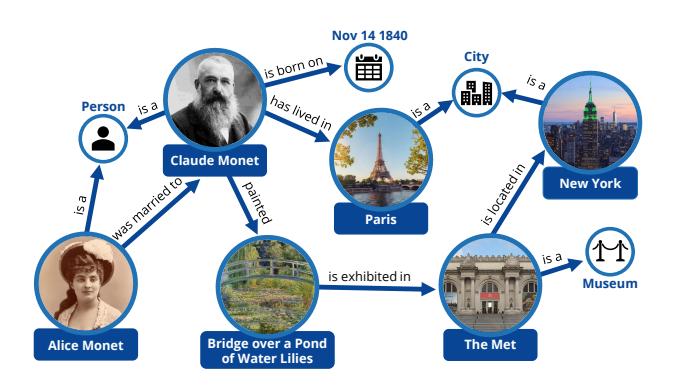 Nov 14 1840
City
is born on
is a
Person
is a
has lived in
is a
Claude Monet
New York
was married to
is a
painted
Paris
is located in
is exhibited in
is a
Museum
Alice Monet
Bridge over a Pond
of Water Lilies
The Met